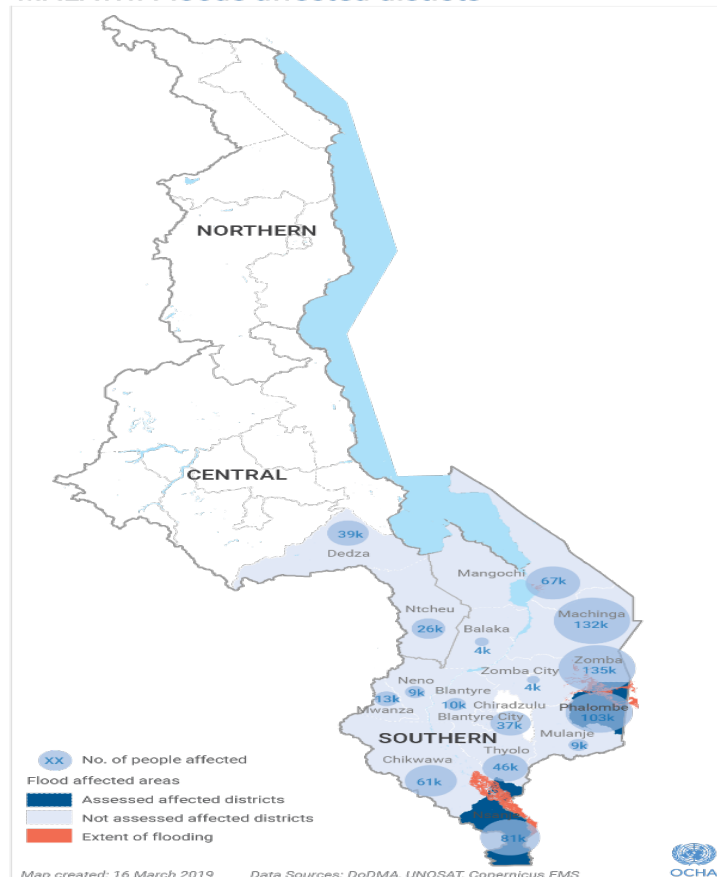 NORTHERN
CENTRAL
39k
Dedza
Mangochi
67k
Ntcheu
26k
Balaka
4k
Machinga
132k
Zomba
135k
Zomba City
4k
Neno
9k
13k
Mwanza
Blantyre
10k
Chiradzulu
Blantyre City
37k
Phalombe
103k
SOUTHERN
Mulanje
9k
Thyolo
46k
Chikwawa
61k
81k
xx No. of people affected
Flood affected areas
Assessed affected districts
Not assessed affected districts
Extent of flooding
Map created: 16 March 2019 Data Sources: DoDMA, UNOSAT, Copernicus EMS
OCHA